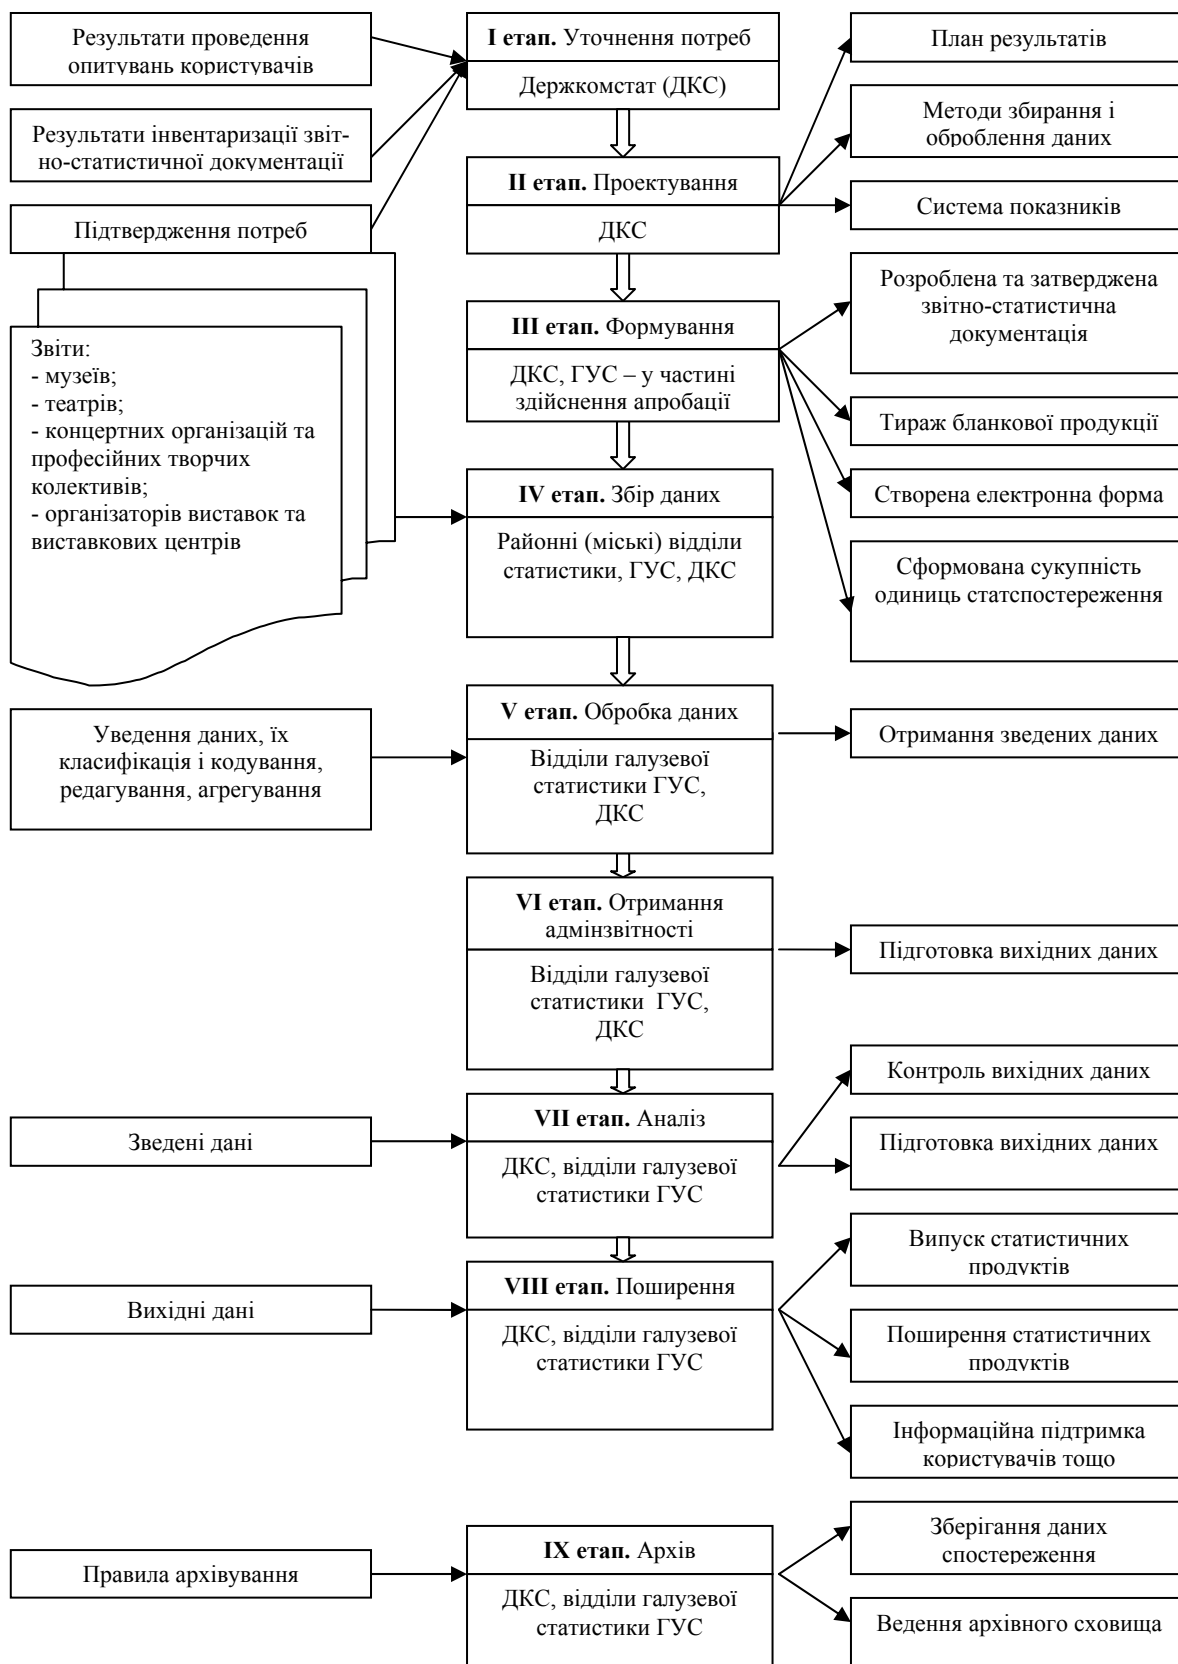 Результати проведення
опитувань користувачів
Результати інвентаризації звіт-
но-статистичної документації
Підтвердження потреб
Звіти:
- музеїв;
- театрів;
- концертних організацій та
професійних творчих
колективів;
- організаторів виставок та
виставкових центрів
Уведення даних, їх
класифікація і кодування,
редагування, агрегування
Зведені дані
Вихідні дані
Правила архівування
I етап. Уточнення потреб
Держкомстат (ДКС)
II етап. Проектування
ДКС
III етап. Формування
ДКС, ГУС – у частині
здійснення апробації
IV етап. Збір даних
Районні (міські) відділи
статистики, ГУС, ДКС
V етап. Обробка даних
Відділи галузевої
статистики ГУС,
ДКС
VI етап. Отримання
адмінзвітності
Відділи галузевої
статистики ГУС,
ДКС
VII етап. Аналіз
ДКС, відділи галузевої
статистики ГУС
VIII етап. Поширення
ДКС, відділи галузевої
статистики ГУС
IX етап. Архів
ДКС, відділи галузевої
статистики ГУС
План результатів
Методи збирання і
оброблення даних
Система показників
Розроблена та затверджена
звітно-статистична
документація
Тираж бланкової продукції
Створена електронна форма
Сформована сукупність
одиниць статспостереження
Отримання зведених даних
Підготовка вихідних даних
Контроль вихідних даних
Підготовка вихідних даних
Випуск статистичних
продуктів
Поширення статистичних
продуктів
Інформаційна підтримка
користувачів тощо
Зберігання даних
спостереження
Ведення архівного сховища